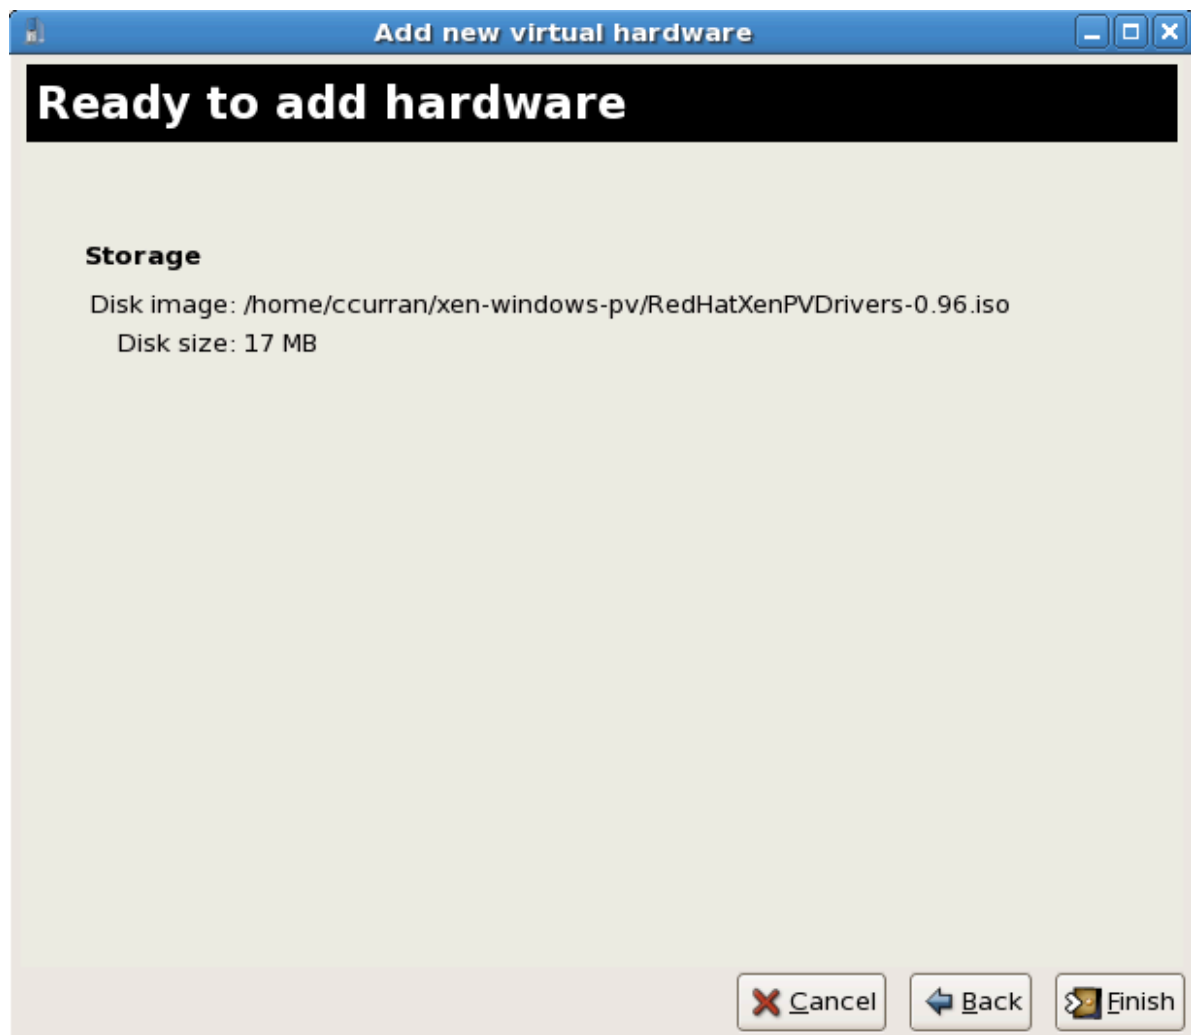 Add new virtual hardware
Ready to add hardware
Storage
Disk image: /home/ccurran/xen-windows-pv/RedHatXenPVDrivers-0.96.iso
Disk size: 17 MB
Cancel Back Finish